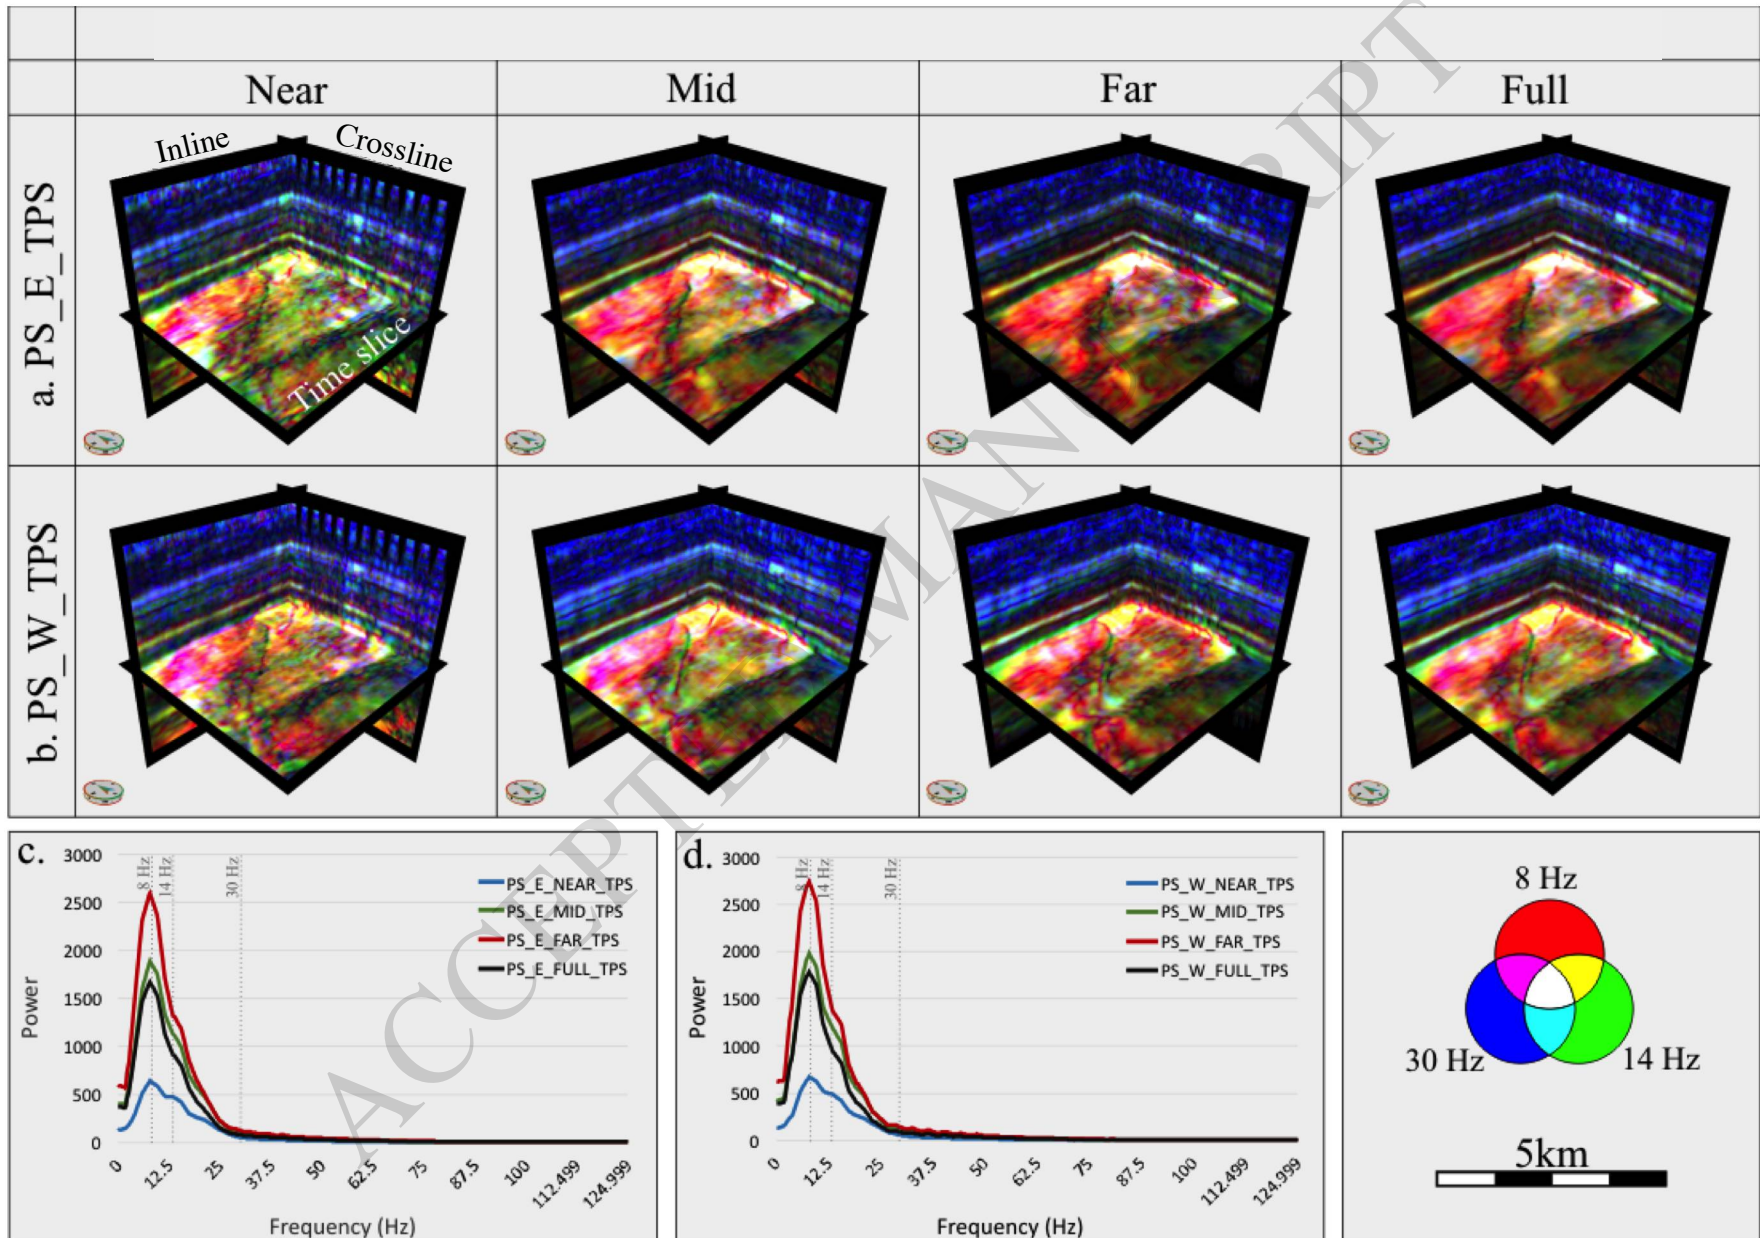 Near Mid Far Full
Inline Crossline
a. PS_E_TPS
Time slice
b. PS_W_TPS
ACCEPTED MANUSCRIPT
c.
3000
2500
2000
1500
1000
500
0
Power
8 Hz
14 Hz
30 Hz
PS_E_NEAR_TPS
PS_E_MID_TPS
PS_E_FAR_TPS
PS_E_FULL_TPS
0 12.5 25 37.5 50 62.5 75 87.5 100 112.499 124.999
Frequency (Hz)
d.
3000
2500
2000
1500
1000
500
0
Power
8 Hz
14 Hz
30 Hz
PS_W_NEAR_TPS
PS_W_MID_TPS
PS_W_FAR_TPS
PS_W_FULL_TPS
0 12.5 25 37.5 50 62.5 75 87.5 100 112.499 124.999
Frequency (Hz)
8 Hz
30 Hz 14 Hz
5km